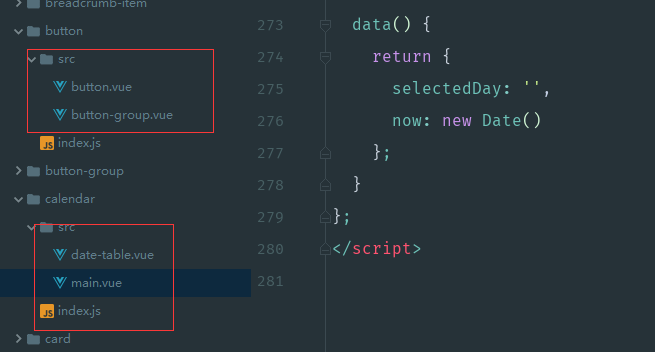 breadcrumb-item
button
src
button.vue
button-group.vue
index.js
button-group
calendar
src
date-table.vue
main.vue
index.js
card
273 data() {
274 return {
275 selectedDay: '',
276 now: new Date()
277 };
278 }
279 };
280 </script>
281